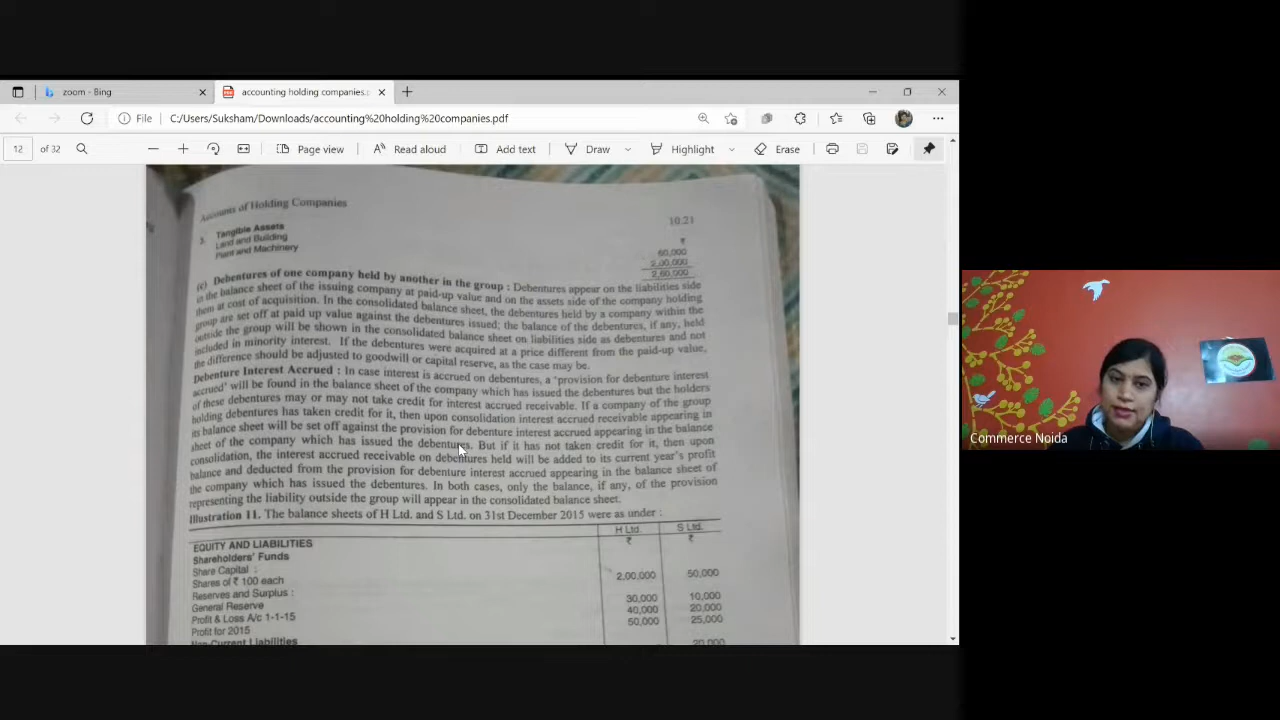 zoom - Bing
accounting holding companies.p
File C:/Users/Suksham/Downloads/accounting%20holding%20companies.pdf
12 of 32 Page view Read aloud Add text Draw Highlight Erase
Accounts of Holding Companies 10.21
3. Tangible Assets ₹
Land and Building 60,000
Plant and Machinery 2,00,000
2,60,000
(c) Debentures of one company held by another in the group : Debentures appear on the liabilities side
in the balance sheet of the issuing company at paid-up value and on the assets side of the company holding
them at cost of acquisition. In the consolidated balance sheet, the debentures held by a company within the
group are set off at paid up value against the debentures issued; the balance of the debentures, if any, held
outside the group will be shown in the consolidated balance sheet on liabilities side as debentures and not
included in minority interest. If the debentures were acquired at a price different from the paid-up value,
the difference should be adjusted to goodwill or capital reserve, as the case may be.
Debenture Interest Accrued : In case interest is accrued on debentures, a 'provision for debenture interest
accrued' will be found in the balance sheet of the company which has issued the debentures but the holders
of these debentures may or may not take credit for interest accrued receivable. If a company of the group
holding debentures has taken credit for it, then upon consolidation interest accrued receivable appearing in
its balance sheet will be set off against the provision for debenture interest accrued appearing in the balance
sheet of the company which has issued the debentures. But if it has not taken credit for it, then upon
consolidation, the interest accrued receivable on debentures held will be added to its current year's profit
balance and deducted from the provision for debenture interest accrued appearing in the balance sheet of
the company which has issued the debentures. In both cases, only the balance, if any, of the provision
representing the liability outside the group will appear in the consolidated balance sheet.
Illustration 11. The balance sheets of H Ltd. and S Ltd. on 31st December 2015 were as under :
H Ltd. S Ltd.
EQUITY AND LIABILITIES ₹ ₹
Shareholders' Funds
Share Capital :
Shares of ₹ 100 each 2,00,000 50,000
Reserves and Surplus :
General Reserve 30,000 10,000
Profit & Loss A/c 1-1-15 40,000 20,000
Profit for 2015 50,000 25,000
Non-Current Liabilities
20,000
Commerce Noida